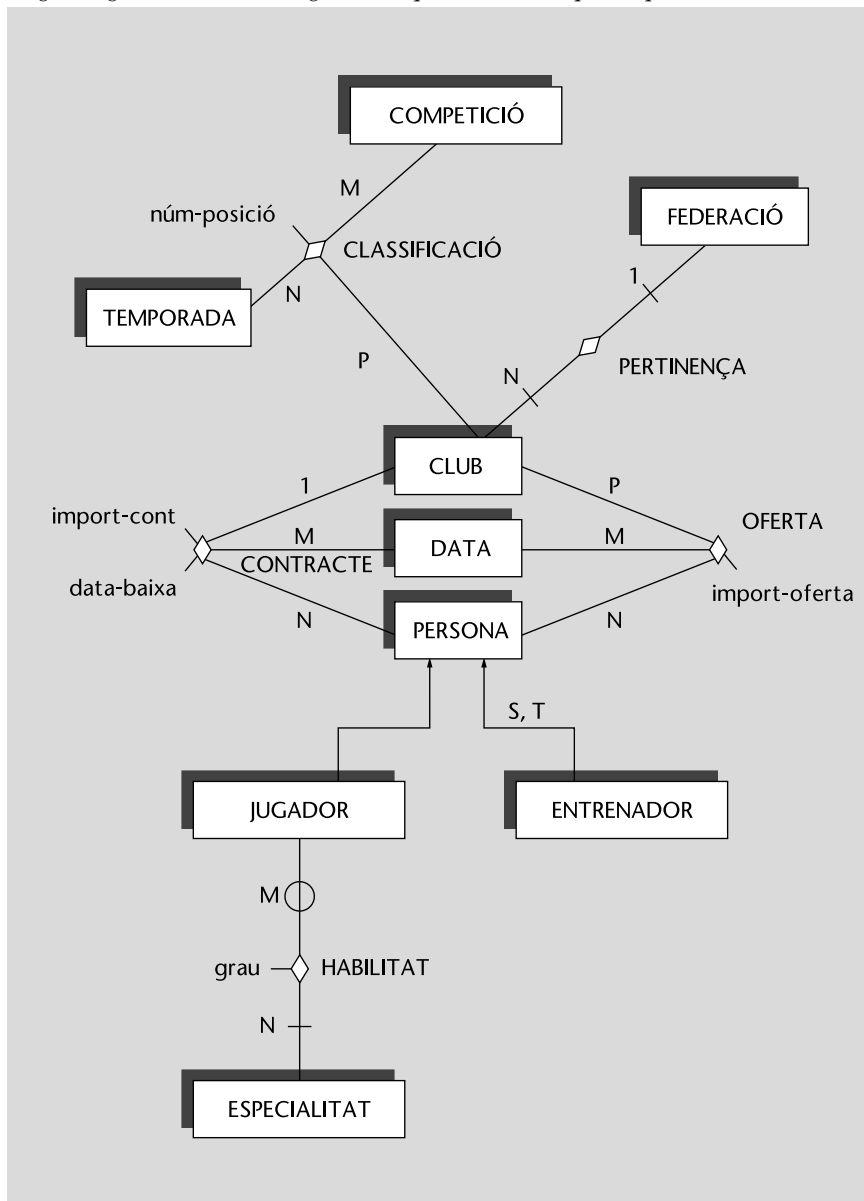 COMPETICIÓ
M
núm-posició
FEDERACIÓ
CLASSIFICACIÓ
1
N
TEMPORADA
P
PERTINENÇA
N
CLUB
1
P
import-cont
OFERTA
M
DATA
M
CONTRACTE
data-baixa
import-oferta
N
PERSONA
N
S, T
JUGADOR
ENTRENADOR
M
grau
HABILITAT
N
ESPECIALITAT